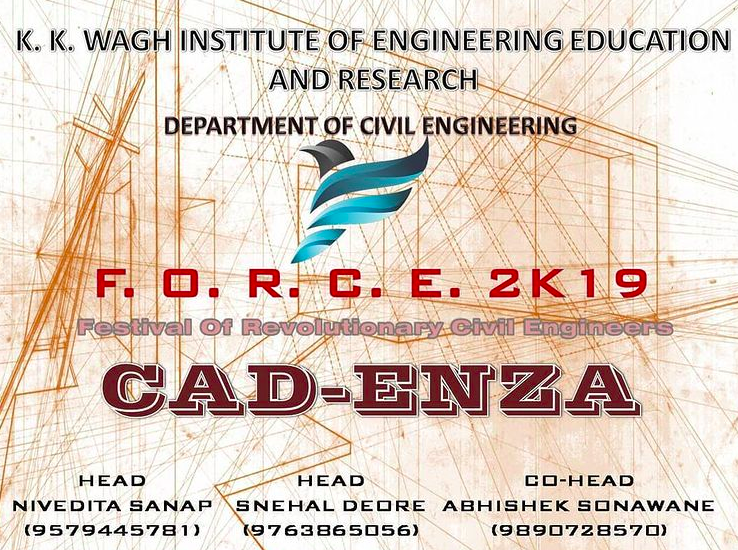 K. K. WAGH INSTITUTE OF ENGINEERING EDUCATION
AND RESEARCH
DEPARTMENT OF CIVIL ENGINEERING
F. O. R. C. E. 2K19
Festival Of Revolutionary Civil Engineers
CAD-ENZA
HEAD HEAD CO-HEAD
NIVEDITA SANAP SNEHAL DEORE ABHISHEK SONAWANE
(9579445781) (9763865056) (9890728570)